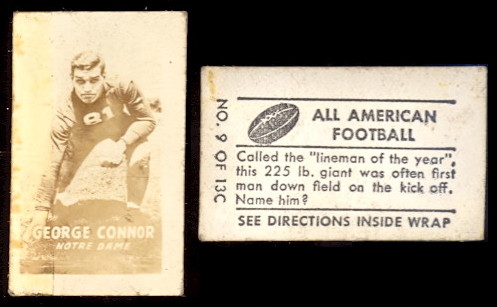 81
GEORGE CONNOR
NOTRE DAME
NO. 9 OF 13C
ALL AMERICAN
FOOTBALL
Called the "lineman of the year",
this 225 lb. giant was often first
man down field on the kick off.
Name him?
SEE DIRECTIONS INSIDE WRAP